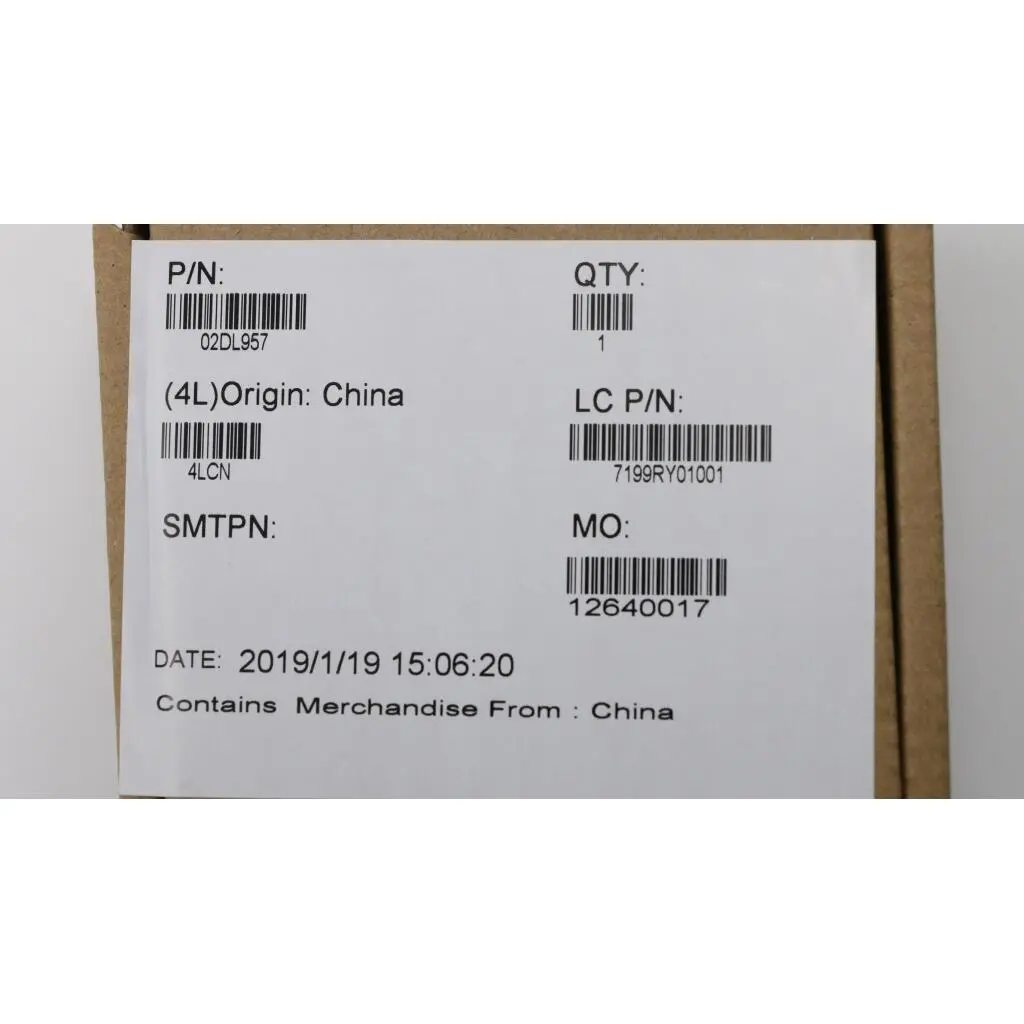 P/N:
QTY:
02DL957
1
(4L)Origin: China
LC P/N:
4LCN
7199RY01001
SMTPN:
MO:
12640017
DATE: 2019/1/19 15:06:20
Contains Merchandise From : China